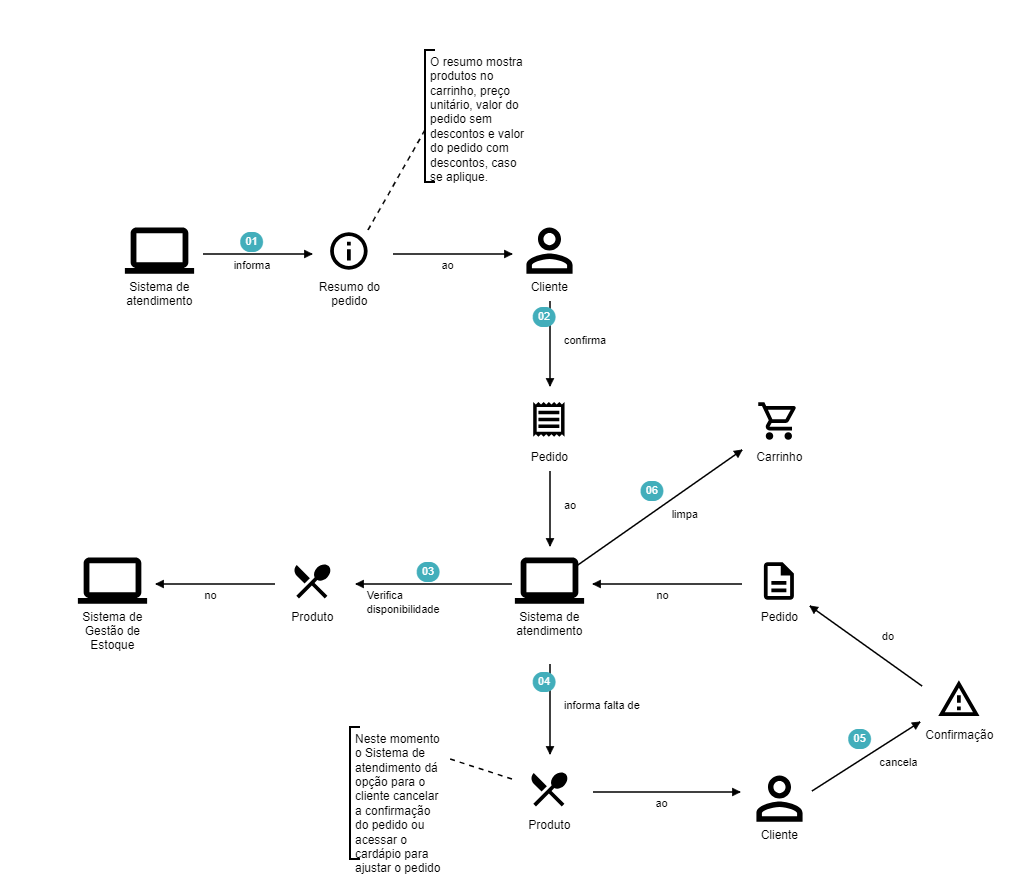 O resumo mostra
produtos no
carrinho, preço
unitário, valor do
pedido sem
descontos e valor
do pedido com
descontos, caso
se aplique.
01
informa
ao
Sistema de
atendimento
Resumo do
pedido
Cliente
02
confirma
Pedido
Carrinho
06
limpa
ao
03
Verifica
disponibilidade
no
no
Sistema de
Gestão de
Estoque
Produto
Sistema de
atendimento
Pedido
do
04
informa falta de
Confirmação
05
cancela
Neste momento
o Sistema de
atendimento dá
opção para o
cliente cancelar
a confirmação
do pedido ou
acessar o
cardápio para
ajustar o pedido
ao
Produto
Cliente